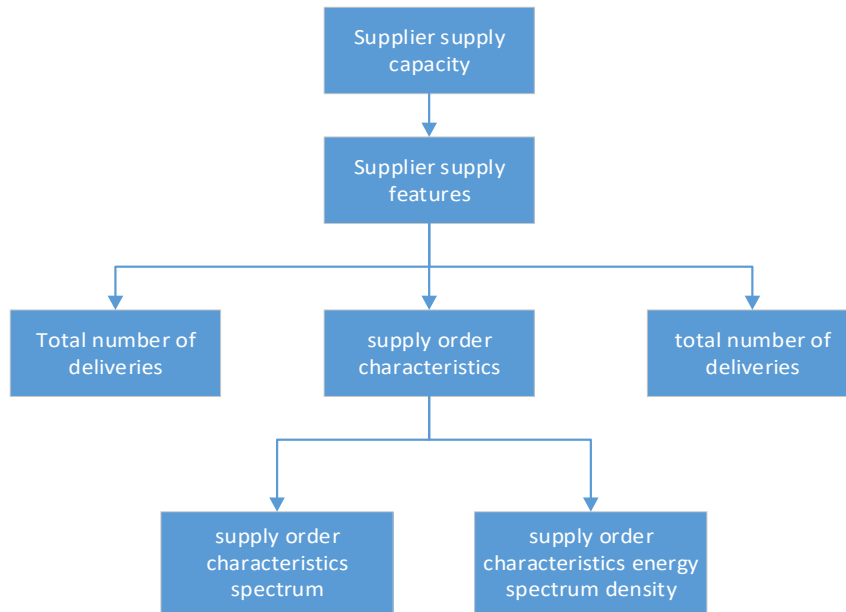 Supplier supply
capacity
Supplier supply
features
Total number of
deliveries
supply order
characteristics
total number of
deliveries
supply order
characteristics
spectrum
supply order
characteristics energy
spectrum density